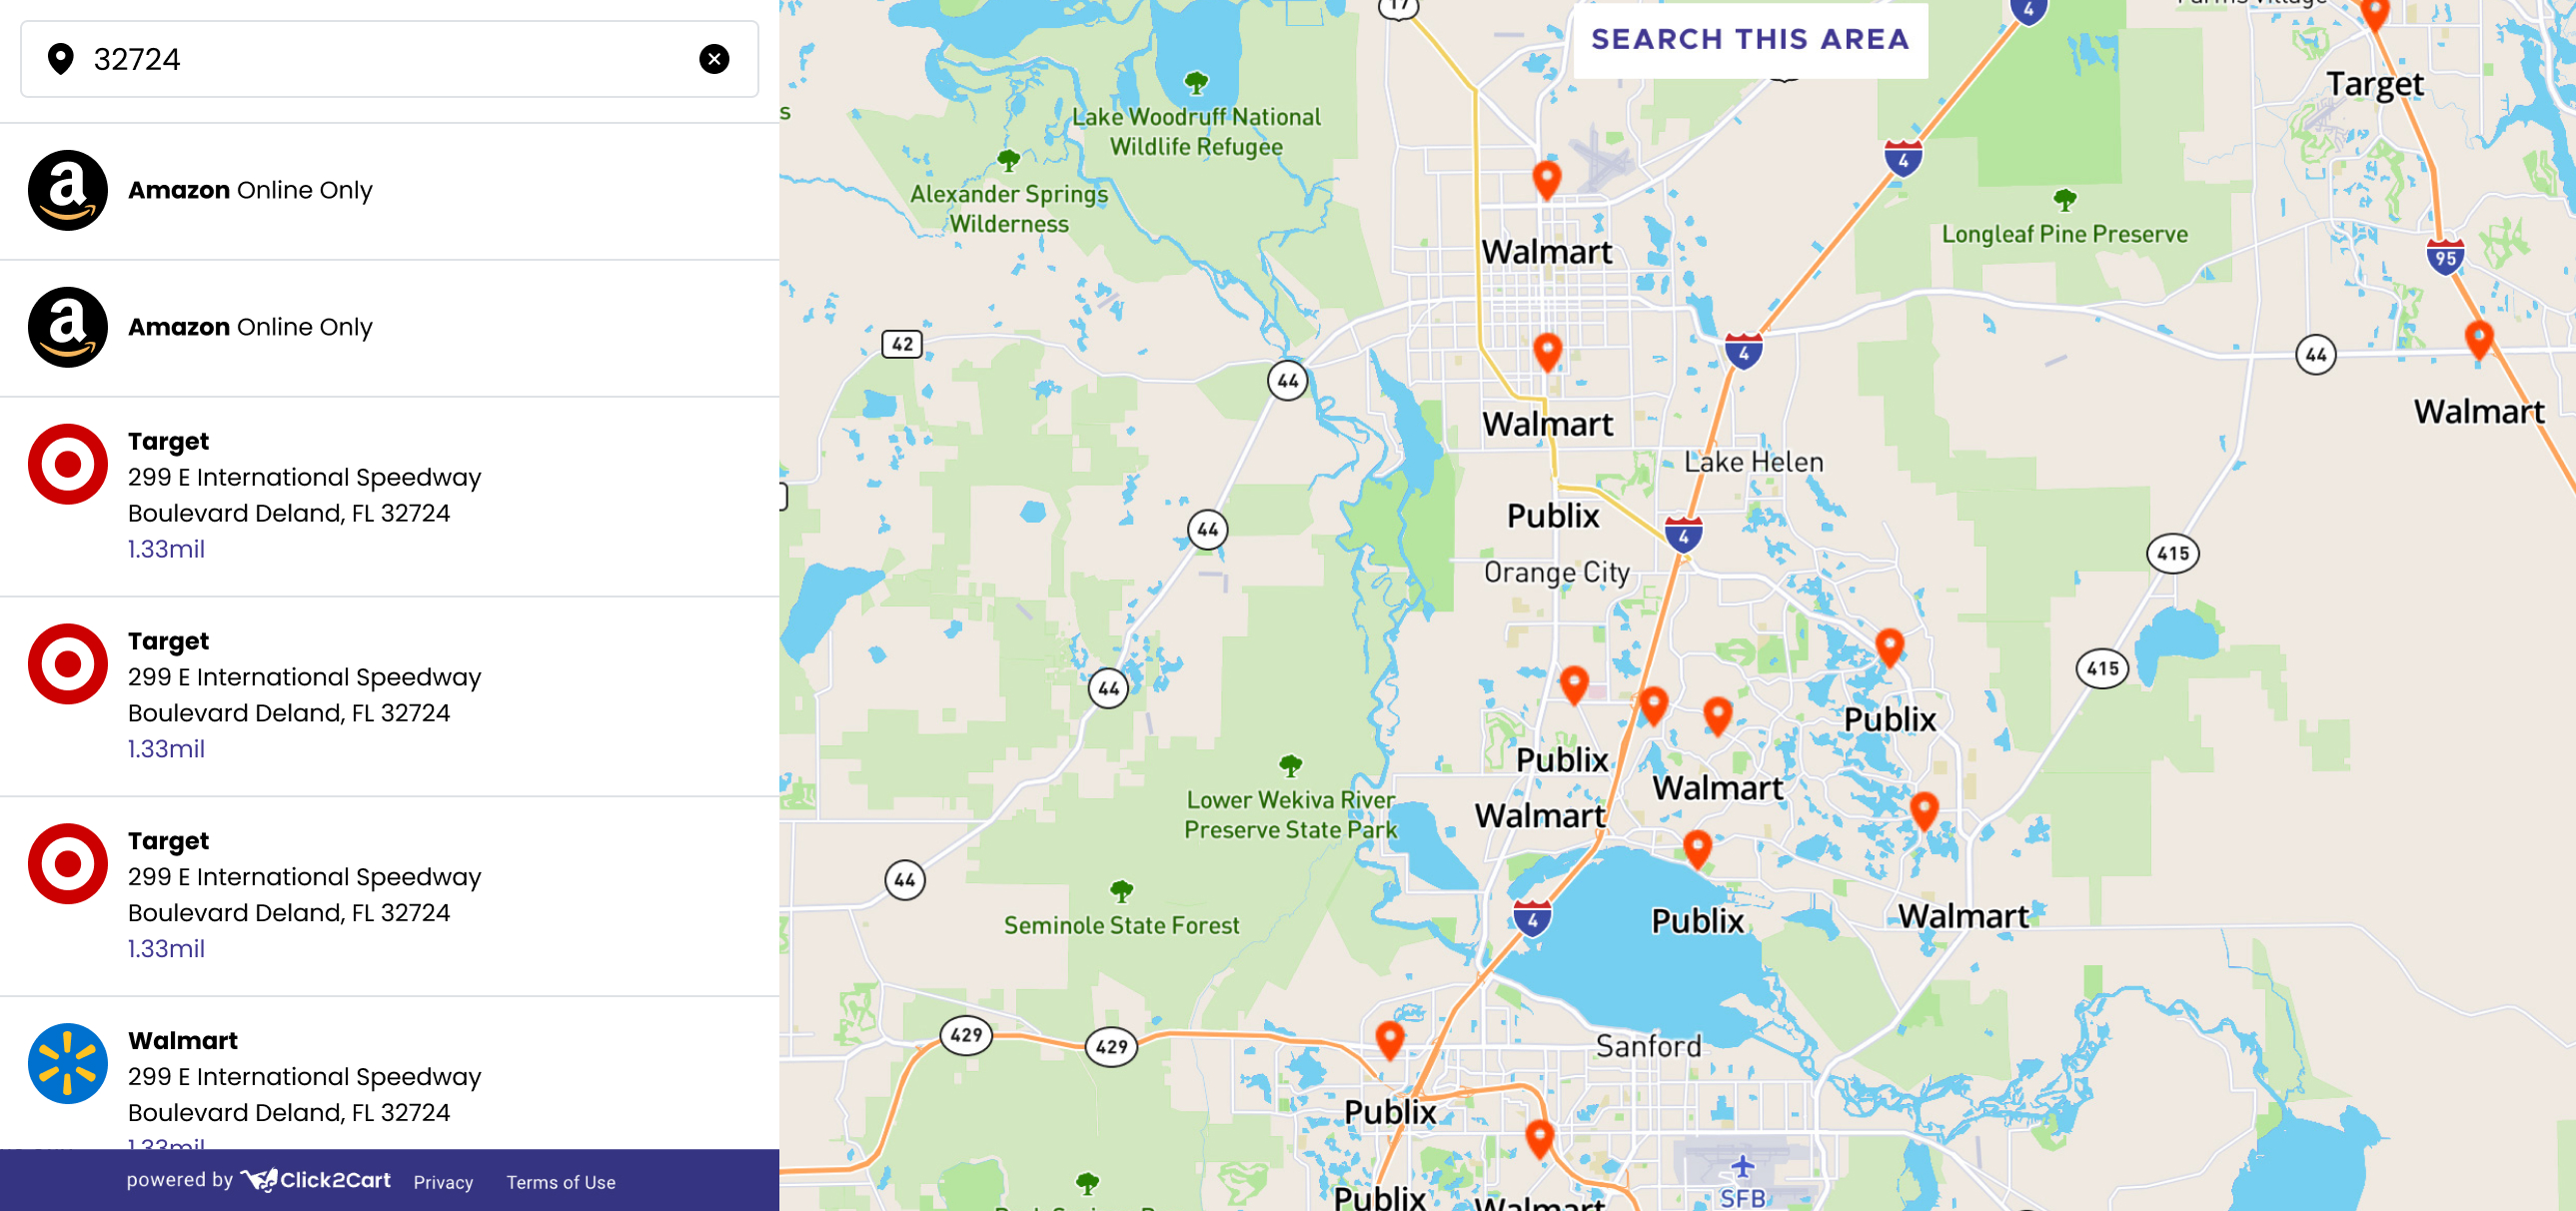 32724
Amazon Online Only
Amazon Online Only
Target
299 E International Speedway
Boulevard Deland, FL 32724
1.33mil
Target
299 E International Speedway
Boulevard Deland, FL 32724
1.33mil
Target
299 E International Speedway
Boulevard Deland, FL 32724
1.33mil
Walmart
299 E International Speedway
Boulevard Deland, FL 32724
1.33mil
powered by Click2Cart Privacy Terms of Use
17
SEARCH THIS AREA
4
Target
Lake Woodruff National
Wildlife Refugee
s
4
Alexander Springs
Wilderness
Longleaf Pine Preserve
Walmart
95
42
4
44
44
Walmart
Walmart
Lake Helen
Publix
44
4
415
Orange City
415
44
Publix
Publix
Walmart
Lower Wekiva River
Preserve State Park
Walmart
44
Seminole State Forest
4
Publix
Walmart
429
429
Sanford
Publix
Publix
Walmart
SFB